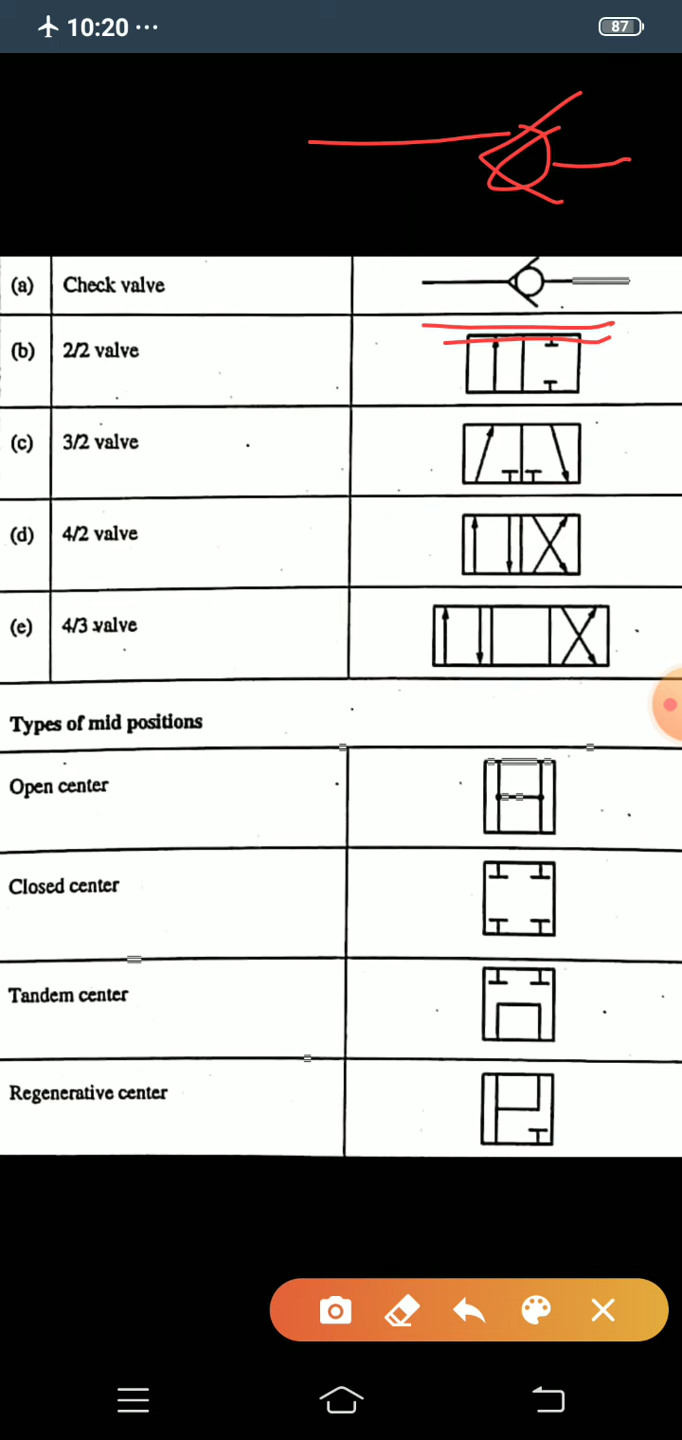 10:20 ...
87
(a) Check valve
(b) 2/2 valve
(c) 3/2 valve
(d) 4/2 valve
(e) 4/3 valve
Types of mid positions
Open center
Closed center
Tandem center
Regenerative center